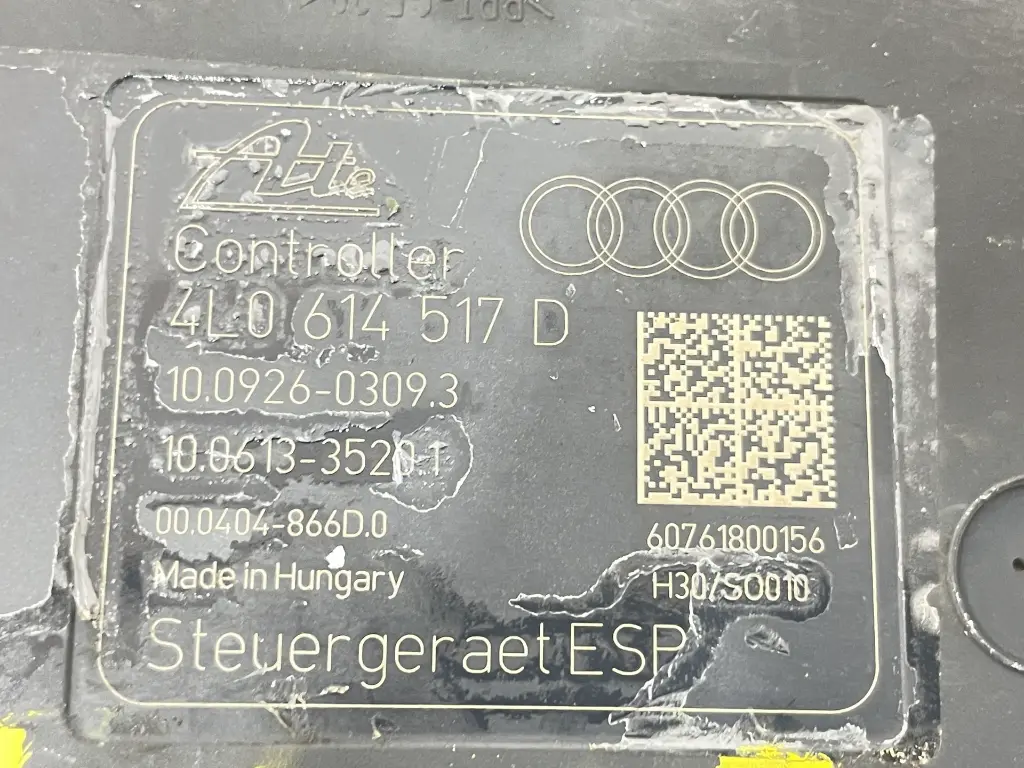 Ate
Controller
4L0 614 517 D
10.0926-0309.3
10.0613-3520.1
00.0404-866D.0
60761800156
Made in Hungary
H30/SO010
Steuergeraet ESP